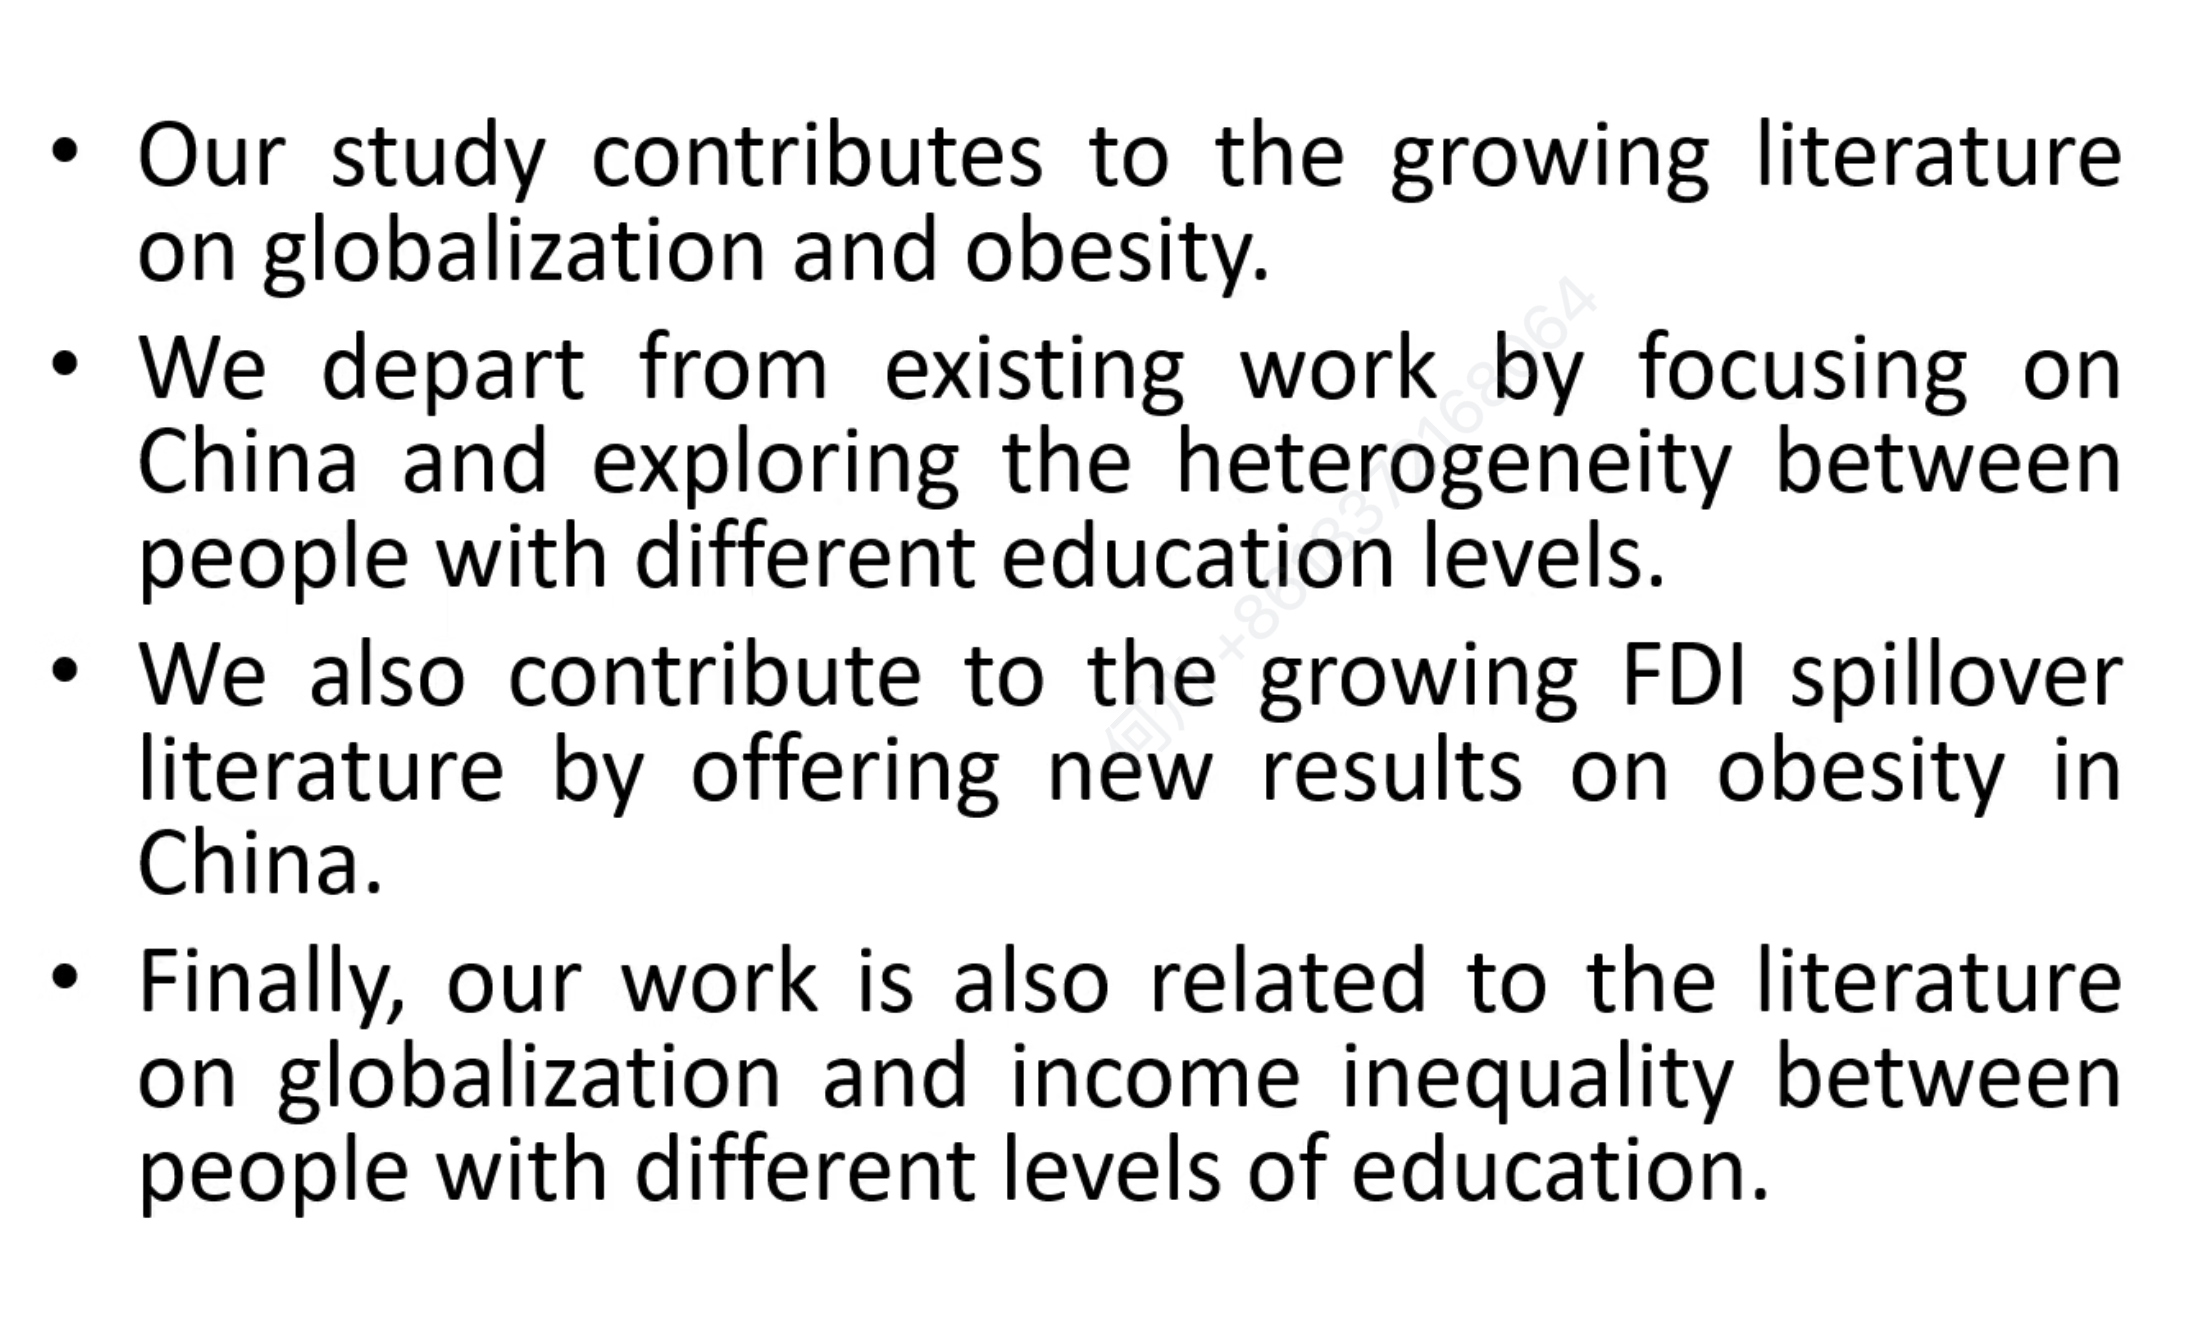 • Our study contributes to the growing literature
on globalization and obesity.
• We depart from existing work by focusing on
China and exploring the heterogeneity between
people with different education levels.
• We also contribute to the growing FDI spillover
literature by offering new results on obesity in
China.
• Finally, our work is also related to the literature
on globalization and income inequality between
people with different levels of education.